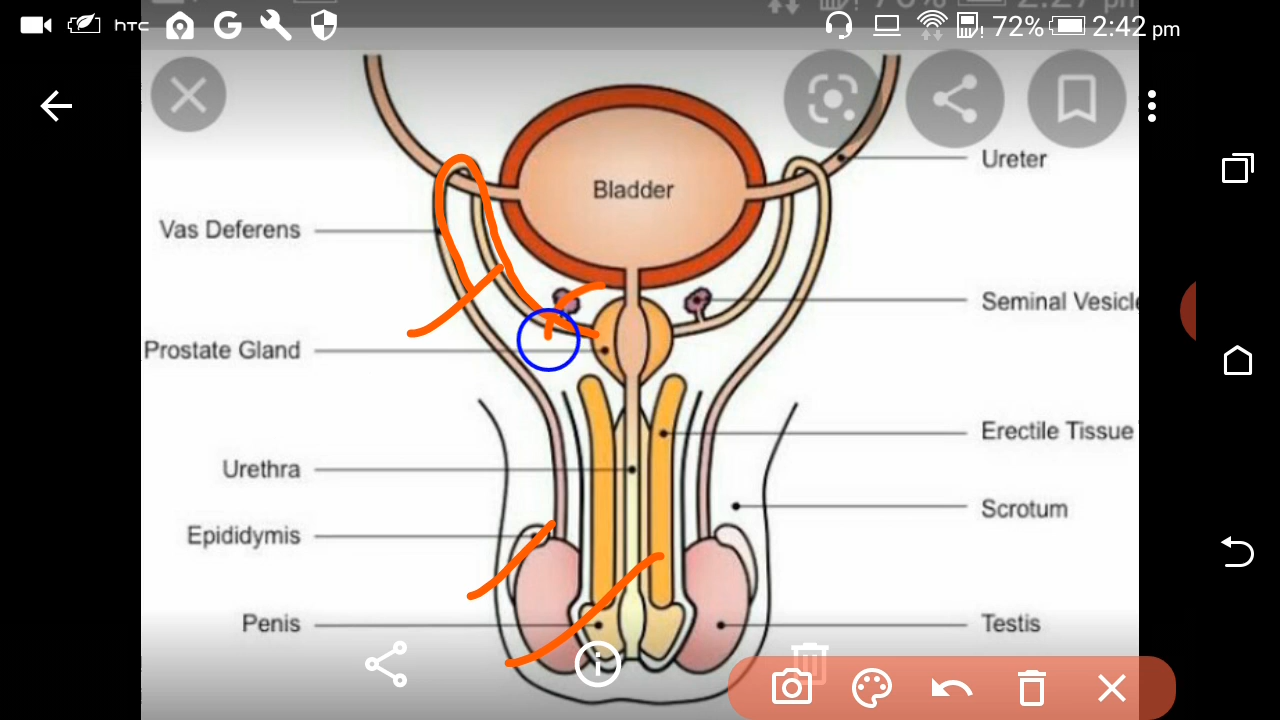 hTC
G
72%
2:42 pm
Bladder
Ureter
Vas Deferens
Seminal Vesicle
Prostate Gland
Erectile Tissue
Urethra
Scrotum
Epididymis
Penis
Testis